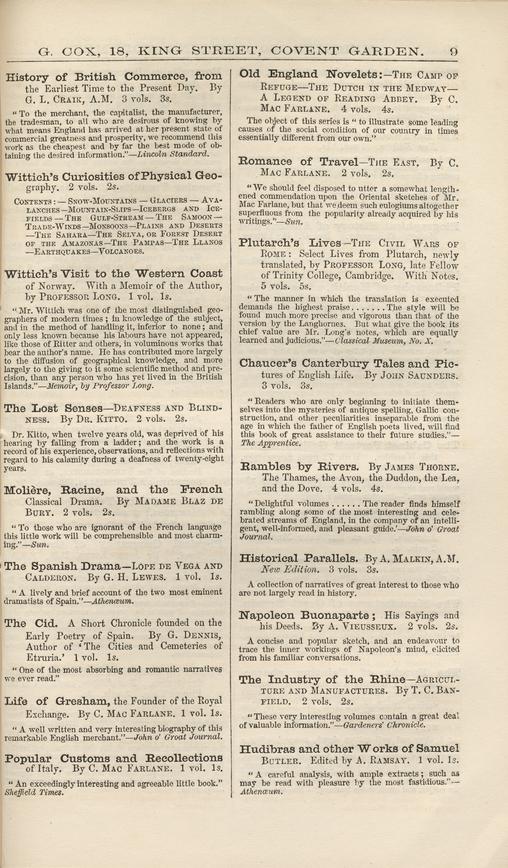 G. COX, 18, KING STREET, COVENT GARDEN. 9
History of British Commerce, from
the Earliest Time to the Present Day. By
G. L. CRAIK, A.M. 3 vols. 3s.
"To the merchant, the capitalist, the manufacturer,
the tradesman, to all who are desirous of knowing by
what means England has arrived at her present state of
commercial greatness and prosperity, we recommend this
work as the cheapest and by far the best mode of ob-
taining the desired information."—Lincoln Standard.
Wittich's Curiosities of Physical Geo-
graphy. 2 vols. 2s.
CONTENTS:—SNOW-MOUNTAINS—GLACIERS—AVA-
LANCHES—MOUNTAIN-SLIPS—ICEBERGS AND ICE-
FIELDS—THE GULF-STREAM—THE SAMOON—
TRADE-WINDS—MONSOONS—PLAINS AND DESERTS
—THE SAHARA—THE SELVA, OR FOREST DESERT
OF THE AMAZONAS—THE PAMPAS—THE LLANOS
—EARTHQUAKES—VOLCANOES.
Wittich's Visit to the Western Coast
of Norway. With a Memoir of the Author,
by PROFESSOR LONG. 1 vol. 1s.
"Mr. Wittich was one of the most distinguished geo-
graphers of modern times; in knowledge of the subject,
and in the method of handling it, inferior to none; and
only less known because his labours have not appeared,
like those of Ritter and others, in voluminous works that
bear the author's name. He has contributed more largely
to the diffusion of geographical knowledge, and more
largely to the giving to it some scientific method and pre-
cision, than any person who has yet lived in the British
Islands."—Memoir, by Professor Long.
The Lost Senses—DEAFNESS AND BLIND-
NESS. By DR. KITTO. 2 vols. 2s.
Dr. Kitto, when twelve years old, was deprived of his
hearing by falling from a ladder; and the work is a
record of his experience, observations, and reflections with
regard to his calamity during a deafness of twenty-eight
years.
Molière, Racine, and the French
Classical Drama. By MADAME BLAZ DE
BURY. 2 vols. 2s.
"To those who are ignorant of the French language
this little work will be comprehensible and most charm-
ing."—Sun.
The Spanish Drama—LOPE DE VEGA AND
CALDERON. By G. H. LEWES. 1 vol. 1s.
"A lively and brief account of the two most eminent
dramatists of Spain."—Athenæum.
The Cid. A Short Chronicle founded on the
Early Poetry of Spain. By G. DENNIS,
Author of 'The Cities and Cemeteries of
Etruria.' 1 vol. 1s.
"One of the most absorbing and romantic narratives
we ever read."
Life of Gresham, the Founder of the Royal
Exchange. By C. MAC FARLANE. 1 vol. 1s.
"A well written and very interesting biography of this
remarkable English merchant."—John o' Groat Journal.
Popular Customs and Recollections
of Italy. By C. MAC FARLANE. 1 vol. 1s.
"An exceedingly interesting and agreeable little book."
Sheffield Times.
Old England Novelets:—THE CAMP OF
REFUGE—THE DUTCH IN THE MEDWAY—
A LEGEND OF READING ABBEY. By C.
MAC FARLANE. 4 vols. 4s.
The object of this series is "to illustrate some leading
causes of the social condition of our country in times
essentially different from our own."
Romance of Travel—THE EAST. By C.
MAC FARLANE. 2 vols. 2s.
"We should feel disposed to utter a somewhat length-
ened commendation upon the Oriental sketches of Mr.
Mac Farlane, but that we deem such eulogiums altogether
superfluous from the popularity already acquired by his
writings."—Sun.
Plutarch's Lives—THE CIVIL WARS OF
ROME: Select Lives from Plutarch, newly
translated, by PROFESSOR LONG, late Fellow
of Trinity College, Cambridge. With Notes.
5 vols. 5s.
"The manner in which the translation is executed
demands the highest praise . . . . . . . The style will be
found much more precise and vigorous than that of the
version by the Langhornes. But what give the book its
chief value are Mr. Long's notes, which are equally
learned and judicious."—Classical Museum, No. X.
Chaucer's Canterbury Tales and Pic-
tures of English Life. By JOHN SAUNDERS.
3 vols. 3s.
"Readers who are only beginning to initiate them-
selves into the mysteries of antique spelling, Gallic con-
struction, and other peculiarities inseparable from the
age in which the father of English poets lived, will find
this book of great assistance to their future studies."—
The Apprentice.
Rambles by Rivers. By JAMES THORNE.
The Thames, the Avon, the Duddon, the Lea,
and the Dove. 4 vols. 4s.
"Delightful volumes . . . . . . The reader finds himself
rambling along some of the most interesting and cele-
brated streams of England, in the company of an intelli-
gent, well-informed, and pleasant guide.'—John o' Groat
Journal.
Historical Parallels. By A. MALKIN, A.M.
New Edition. 3 vols. 3s.
A collection of narratives of great interest to those who
are not largely read in history.
Napoleon Buonaparte; His Sayings and
his Deeds. By A. VIEUSSEUX. 2 vols. 2s.
A concise and popular sketch, and an endeavour to
trace the inner workings of Napoleon's mind, elicited
from his familiar conversations.
The Industry of the Rhine—AGRICUL-
TURE AND MANUFACTURES. By T. C. BAN-
FIELD. 2 vols. 2s.
"These very interesting volumes contain a great deal
of valuable information."—Gardeners' Chronicle.
Hudibras and other Works of Samuel
BUTLER. Edited by A. RAMSAY. 1 vol. 1s.
"A careful analysis, with ample extracts; such as
may be read with pleasure by the most fastidious."—
Athenæum.